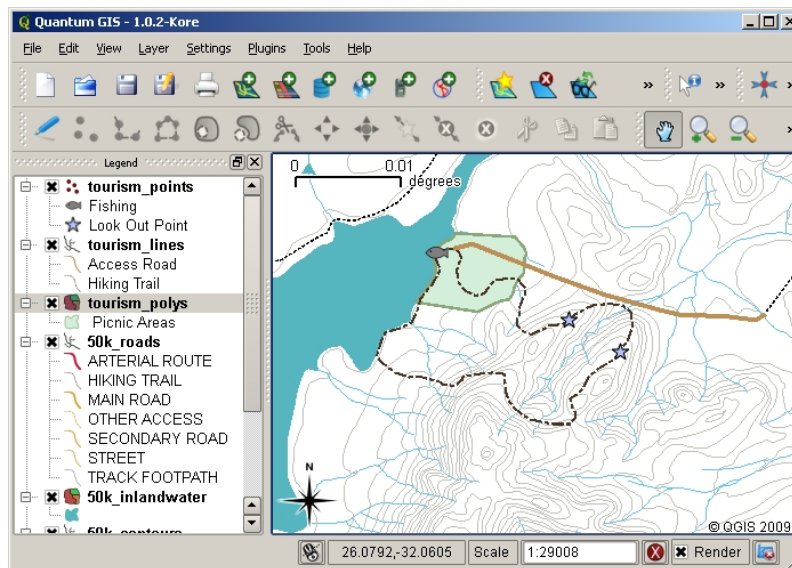 Quantum GIS - 1.0.2-Kore
File Edit View Layer Settings Plugins Tools Help
Legend
tourism_points
Fishing
Look Out Point
tourism_lines
Access Road
Hiking Trail
tourism_polys
Picnic Areas
50k_roads
ARTERIAL ROUTE
HIKING TRAIL
MAIN ROAD
OTHER ACCESS
SECONDARY ROAD
STREET
TRACK FOOTPATH
50k_inlandwater
50k_contours
0 0.01
degrees
N
© QGIS 2009
26.0792,-32.0605 Scale 1:29008 Render